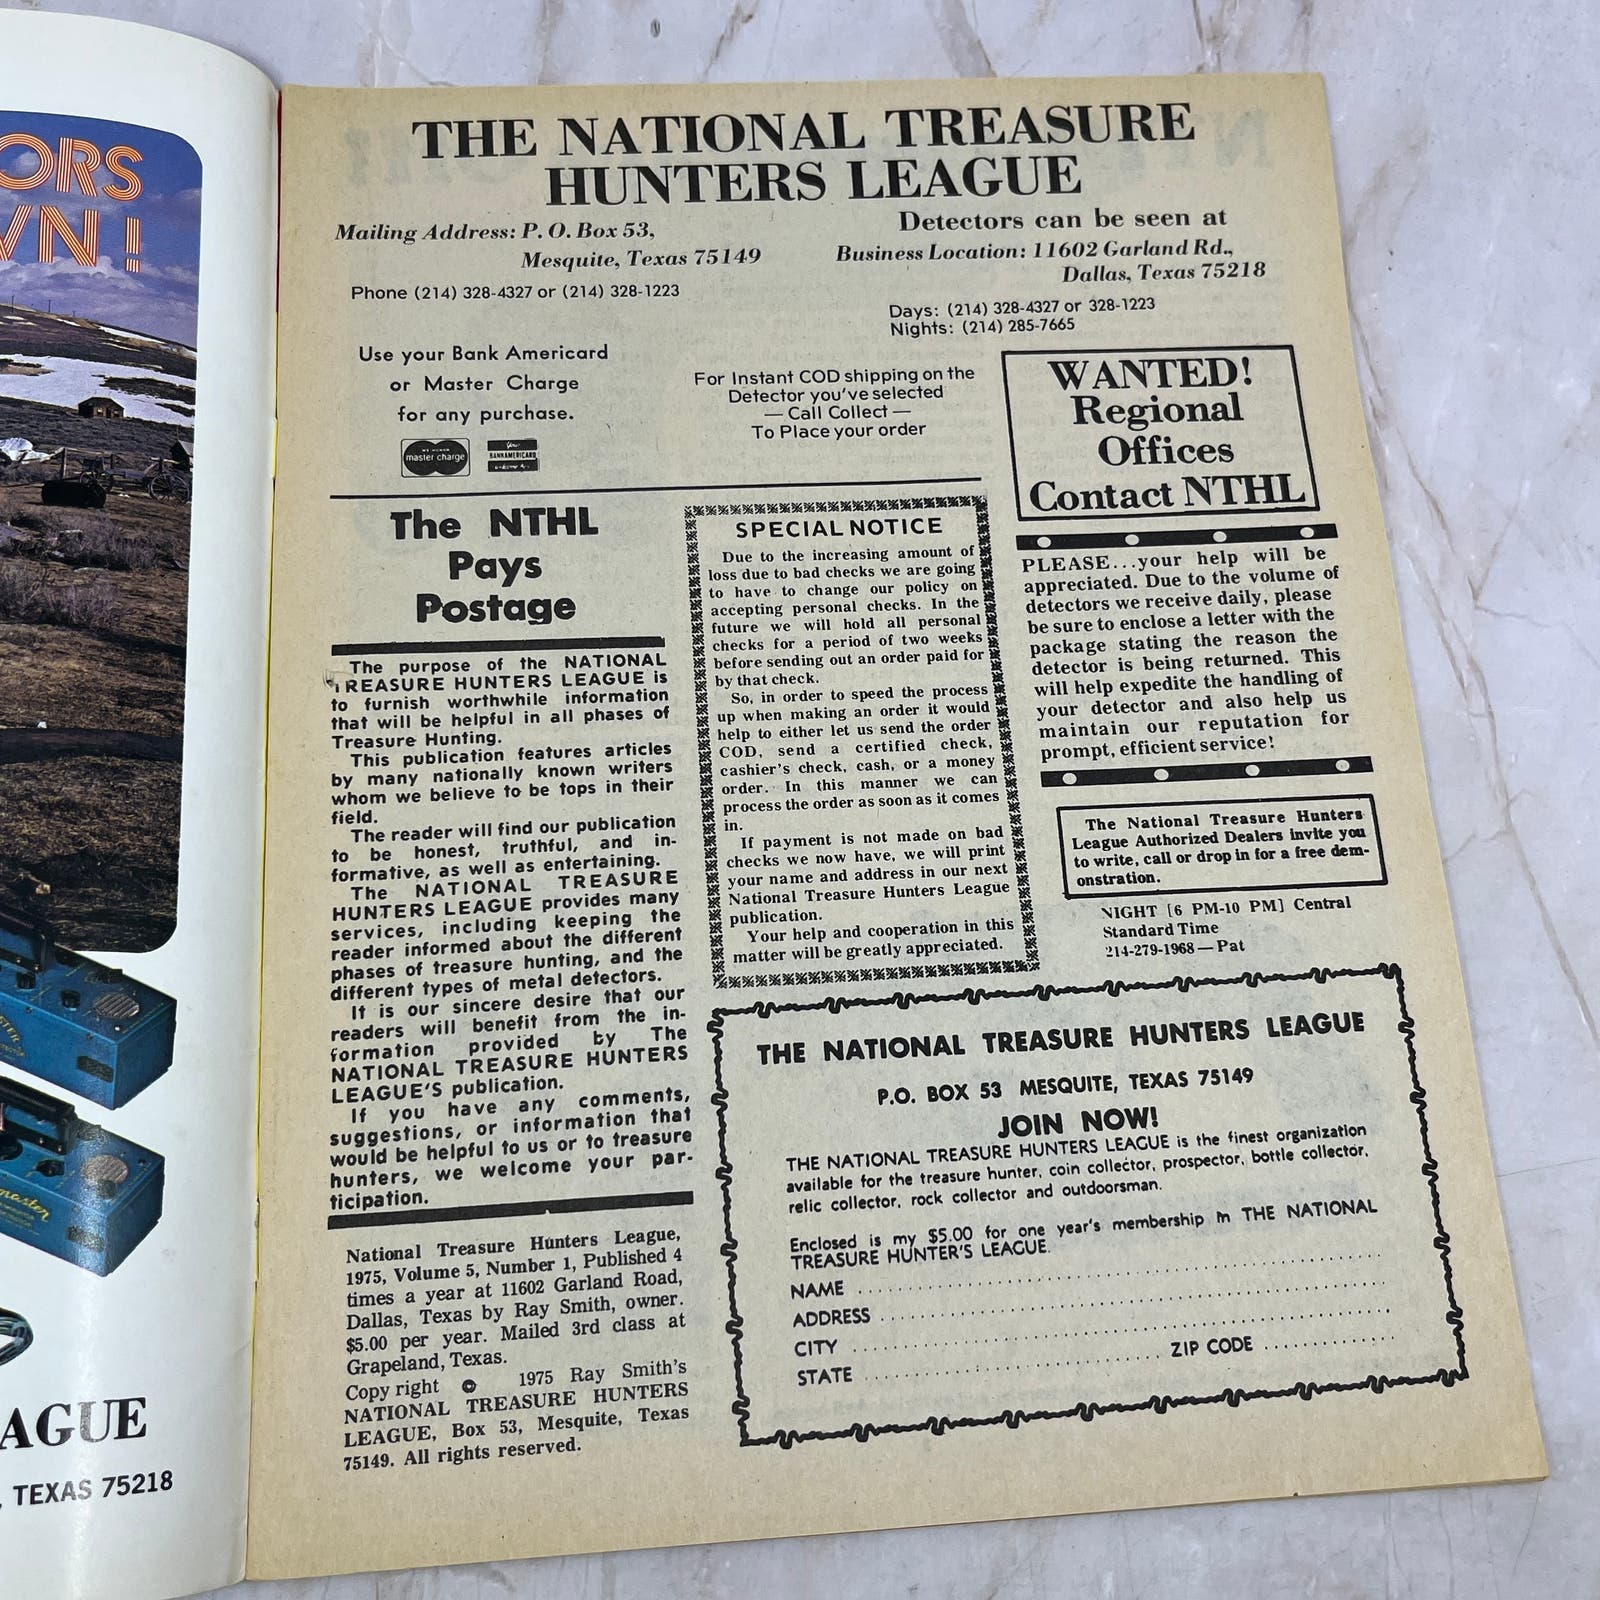 ORS
WN!
AGUE
, TEXAS 75218
THE NATIONAL TREASURE
HUNTERS LEAGUE
Mailing Address: P. O. Box 53,
Mesquite, Texas 75149
Phone (214) 328-4327 or (214) 328-1223
Detectors can be seen at
Business Location: 11602 Garland Rd.,
Dallas, Texas 75218
Days: (214) 328-4327 or 328-1223
Nights: (214) 285-7665
Use your Bank Americard
or Master Charge
for any purchase.
master charge
BANKAMERICARD
For Instant COD shipping on the
Detector you've selected
— Call Collect —
To Place your order
WANTED!
Regional
Offices
Contact NTHL
The NTHL
Pays
Postage
The purpose of the NATIONAL
TREASURE HUNTERS LEAGUE is
to furnish worthwhile information
that will be helpful in all phases of
Treasure Hunting.
This publication features articles
by many nationally known writers
whom we believe to be tops in their
field.
The reader will find our publication
to be honest, truthful, and in-
formative, as well as entertaining.
The NATIONAL TREASURE
HUNTERS LEAGUE provides many
services, including keeping the
reader informed about the different
phases of treasure hunting, and the
different types of metal detectors.
It is our sincere desire that our
readers will benefit from the in-
formation provided by The
NATIONAL TREASURE HUNTERS
LEAGUE'S publication.
If you have any comments,
suggestions, or information that
would be helpful to us or to treasure
hunters, we welcome your par-
ticipation.
National Treasure Hunters League,
1975, Volume 5, Number 1, Published 4
times a year at 11602 Garland Road,
Dallas, Texas by Ray Smith, owner.
$5.00 per year. Mailed 3rd class at
Grapeland, Texas.
Copy right © 1975 Ray Smith's
NATIONAL TREASURE HUNTERS
LEAGUE, Box 53, Mesquite, Texas
75149. All rights reserved.
SPECIAL NOTICE
Due to the increasing amount of
loss due to bad checks we are going
to have to change our policy on
accepting personal checks. In the
future we will hold all personal
checks for a period of two weeks
before sending out an order paid for
by that check.
So, in order to speed the process
up when making an order it would
help to either let us send the order
COD, send a certified check,
cashier's check, cash, or a money
order. In this manner we can
process the order as soon as it comes
in.
If payment is not made on bad
checks we now have, we will print
your name and address in our next
National Treasure Hunters League
publication.
Your help and cooperation in this
matter will be greatly appreciated.
PLEASE...your help will be
appreciated. Due to the volume of
detectors we receive daily, please
be sure to enclose a letter with the
package stating the reason the
detector is being returned. This
will help expedite the handling of
your detector and also help us
maintain our reputation for
prompt, efficient service!
The National Treasure Hunters
League Authorized Dealers invite you
to write, call or drop in for a free dem-
onstration.
NIGHT [6 PM-10 PM] Central
Standard Time
214-279-1968 — Pat
THE NATIONAL TREASURE HUNTERS LEAGUE
P.O. BOX 53 MESQUITE, TEXAS 75149
JOIN NOW!
THE NATIONAL TREASURE HUNTERS LEAGUE is the finest organization
available for the treasure hunter, coin collector, prospector, bottle collector,
relic collector, rock collector and outdoorsman.
Enclosed is my $5.00 for one year's membership in THE NATIONAL
TREASURE HUNTER'S LEAGUE.
NAME
ADDRESS
CITY
STATE ZIP CODE